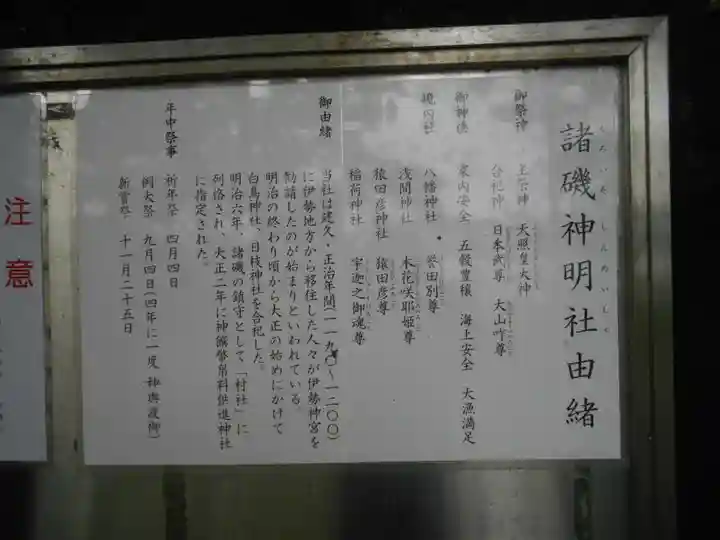 諸磯神明社由緒
もろいそしんめいしゃ
御祭神 主祭神 天照皇大神
合祀神 日本武尊 大山咋尊
御神徳 家内安全 五穀豊穣 海上安全 大漁満足
境内社 八幡神社 誉田別尊
浅間神社 木花咲耶姫尊
猿田彦神社 猿田彦尊
稲荷神社 宇迦之御魂尊
御由緒 当社は建久・正治年間(一一九〇~一二〇〇)
に伊勢地方から移住した人々が伊勢神宮を
勧請したのが始まりといわれている。
明治の終わり頃から大正の始めにかけて
白鳥神社、日枝神社を合祀した。
明治六年、諸磯の鎮守として「村社」に
列格され、大正二年に神饌幣帛料供進神社
に指定された。
年中祭事 祈年祭 四月四日
例大祭 九月四日(四年に一度 神輿渡御)
新嘗祭 十一月二十五日
注意